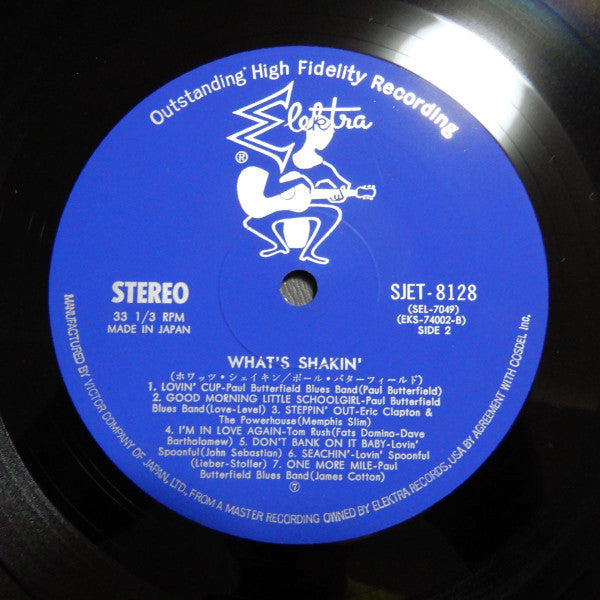 Outstanding High Fidelity Recording
Elektra
®
STEREO
33 1/3 RPM
MADE IN JAPAN
SJET-8128
(SEL-7049)
(EKS-74002-B)
SIDE 2
WHAT'S SHAKIN'
(ホワッツ・シェイキン/ポール・バターフィールド)
1. LOVIN' CUP-Paul Butterfield Blues Band(Paul Butterfield)
2. GOOD MORNING LITTLE SCHOOLGIRL-Paul Butterfield
Blues Band(Love-Level) 3. STEPPIN' OUT-Eric Clapton &
The Powerhouse(Memphis Slim)
4. I'M IN LOVE AGAIN-Tom Rush(Fats Domino-Dave
Bartholomew) 5. DON'T BANK ON IT BABY-Lovin'
Spoonful(John Sebastian) 6. SEACHIN'-Lovin' Spoonful
(Lieber-Stoller) 7. ONE MORE MILE-Paul
Butterfield Blues Band(James Cotton)
⑦
MANUFACTURED BY VICTOR COMPANY OF JAPAN, LTD. FROM A MASTER RECORDING OWNED BY ELEKTRA RECORDS, USA BY AGREEMENT WITH COSDEL Inc.